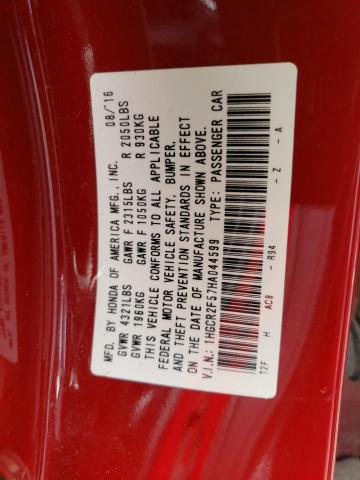 MFD. BY HONDA OF AMERICA MFG., INC. 08/'16
GVWR 4321LBS GAWR F 2315LBS R 2050LBS
GVWR 1960KG GAWR F 1050KG R 930KG
THIS VEHICLE CONFORMS TO ALL APPLICABLE
FEDERAL MOTOR VEHICLE SAFETY, BUMPER,
AND THEFT PREVENTION STANDARDS IN EFFECT
ON THE DATE OF MANUFACTURE SHOWN ABOVE.
V.I.N.: 1HGCR2F57HA044599 TYPE: PASSENGER CAR
T2F H AC8 - R94 - Z - A